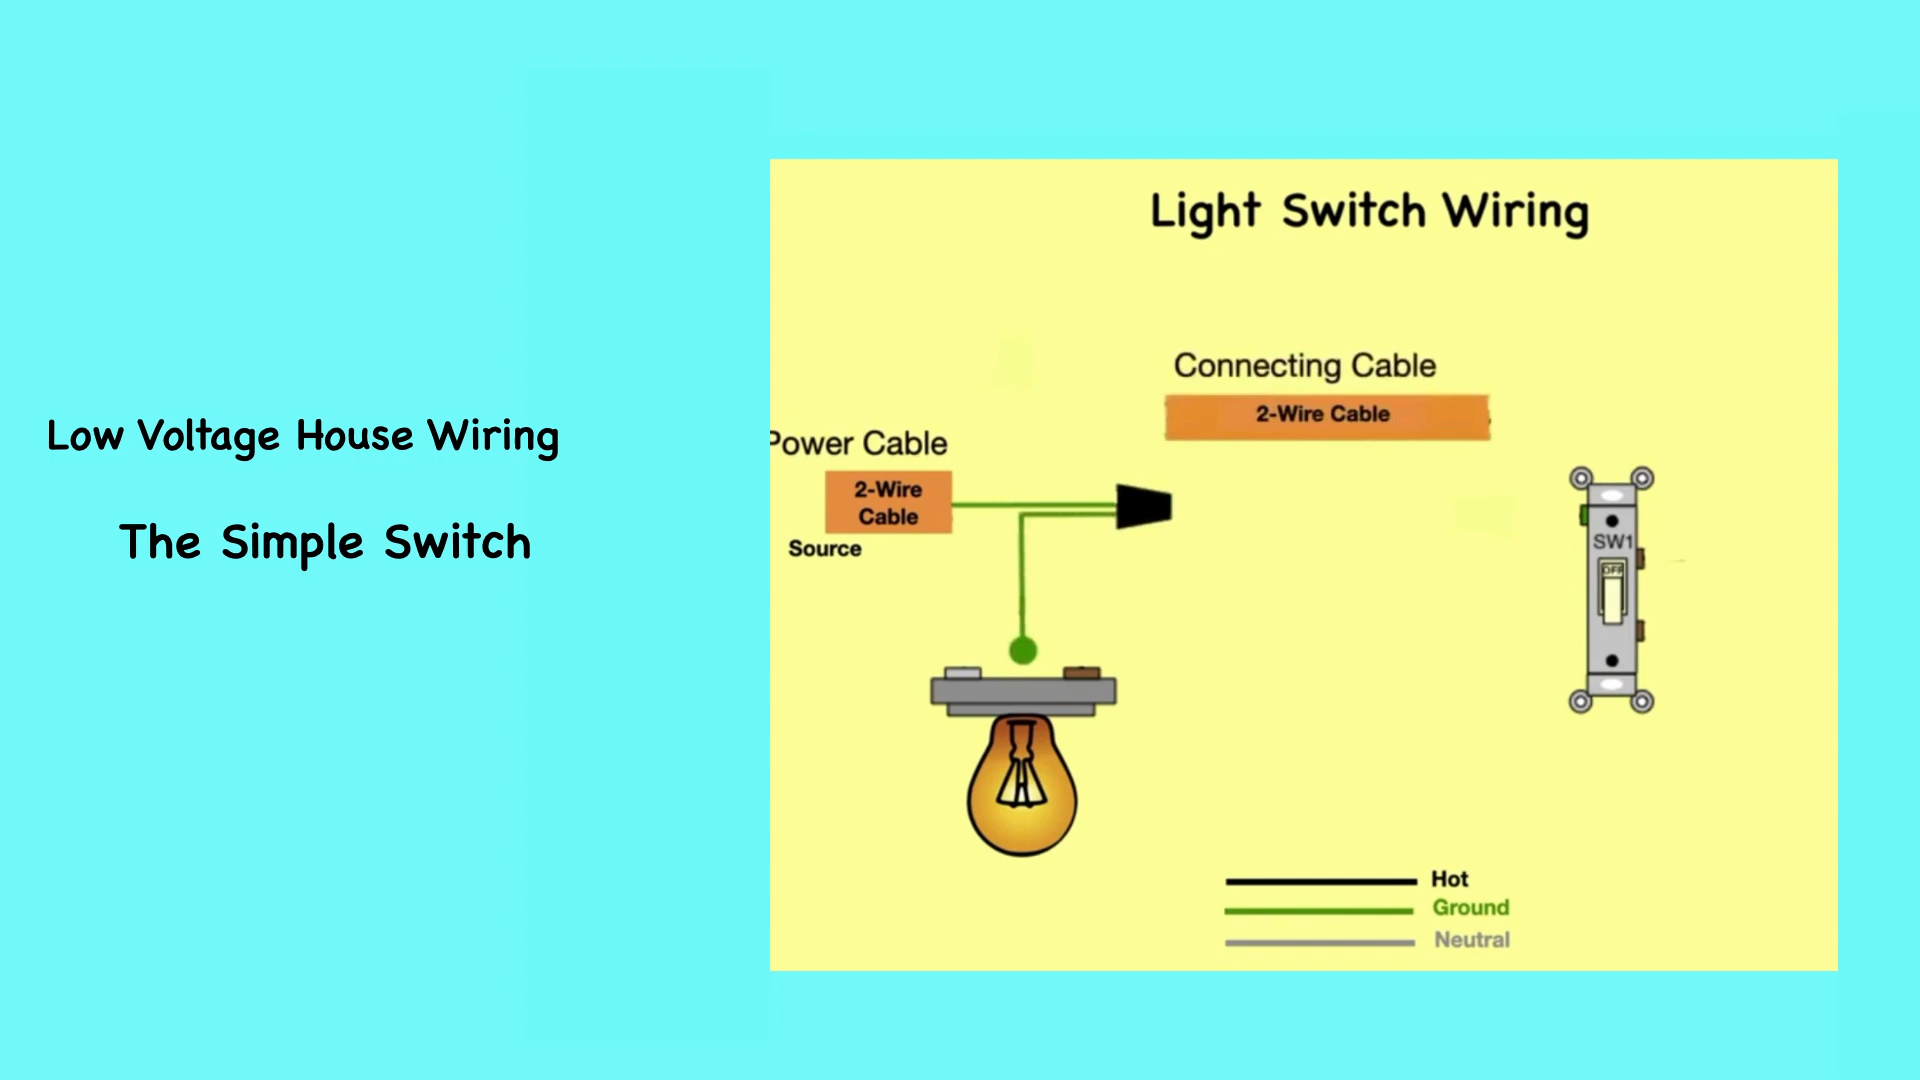 Light Switch Wiring
Low Voltage House Wiring
The Simple Switch
Connecting Cable
2-Wire Cable
Power Cable
2-Wire
Cable
Source
SW1
OFF
Hot
Ground
Neutral